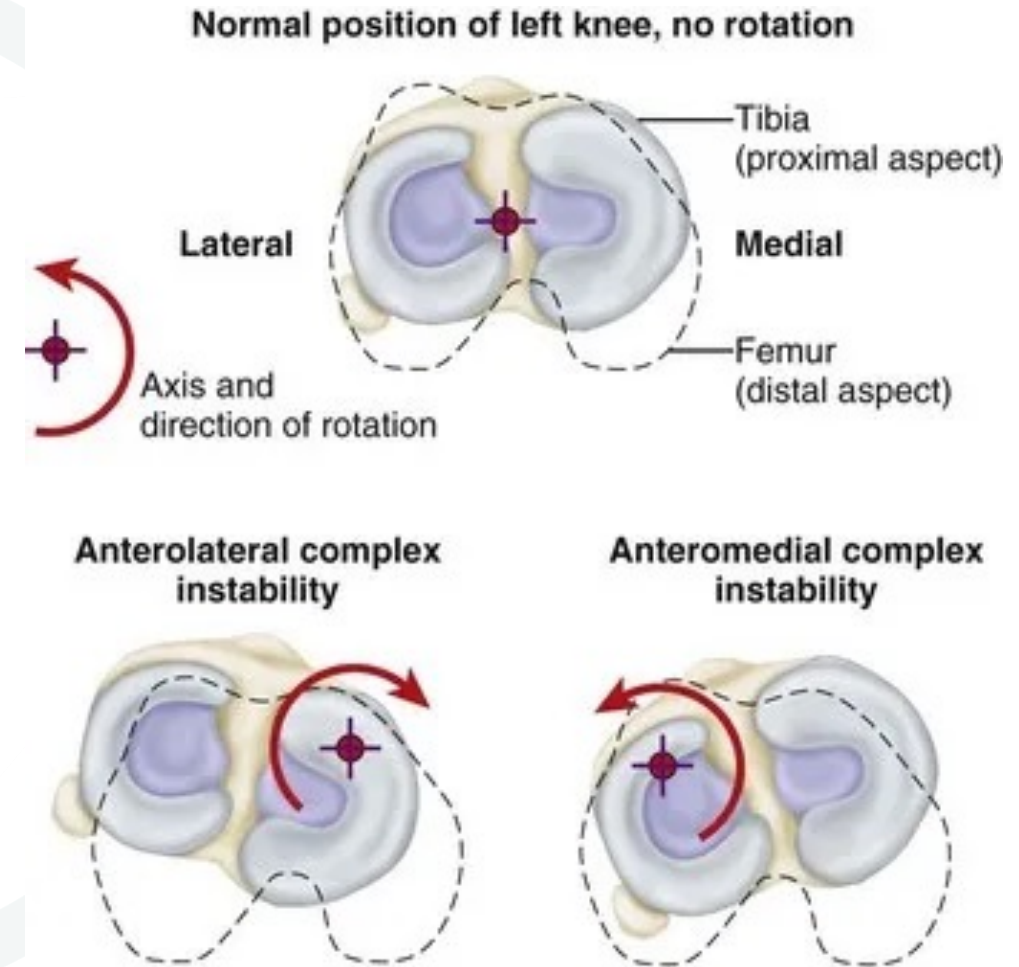 Normal position of left knee, no rotation
Tibia
(proximal aspect)
Lateral
Medial
Femur
(distal aspect)
Axis and
direction of rotation
Anterolateral complex
instability
Anteromedial complex
instability